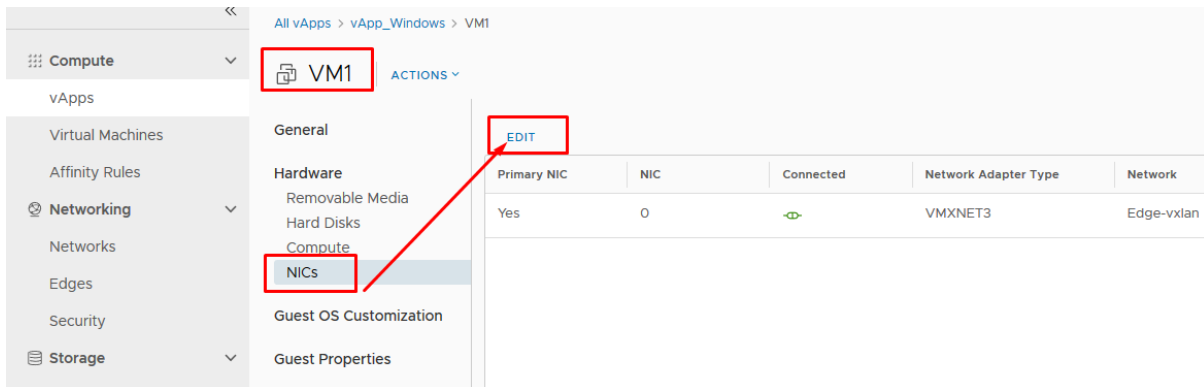 «
All vApps > vApp_Windows > VM1
Compute
VM1
ACTIONS
vApps
General
EDIT
Virtual Machines
Affinity Rules
Hardware
Primary NIC NIC Connected Network Adapter Type Network
Removable Media
Networking
Yes 0 VMXNET3 Edge-vxlan
Hard Disks
Networks
Compute
NICs
Edges
Guest OS Customization
Security
Storage
Guest Properties